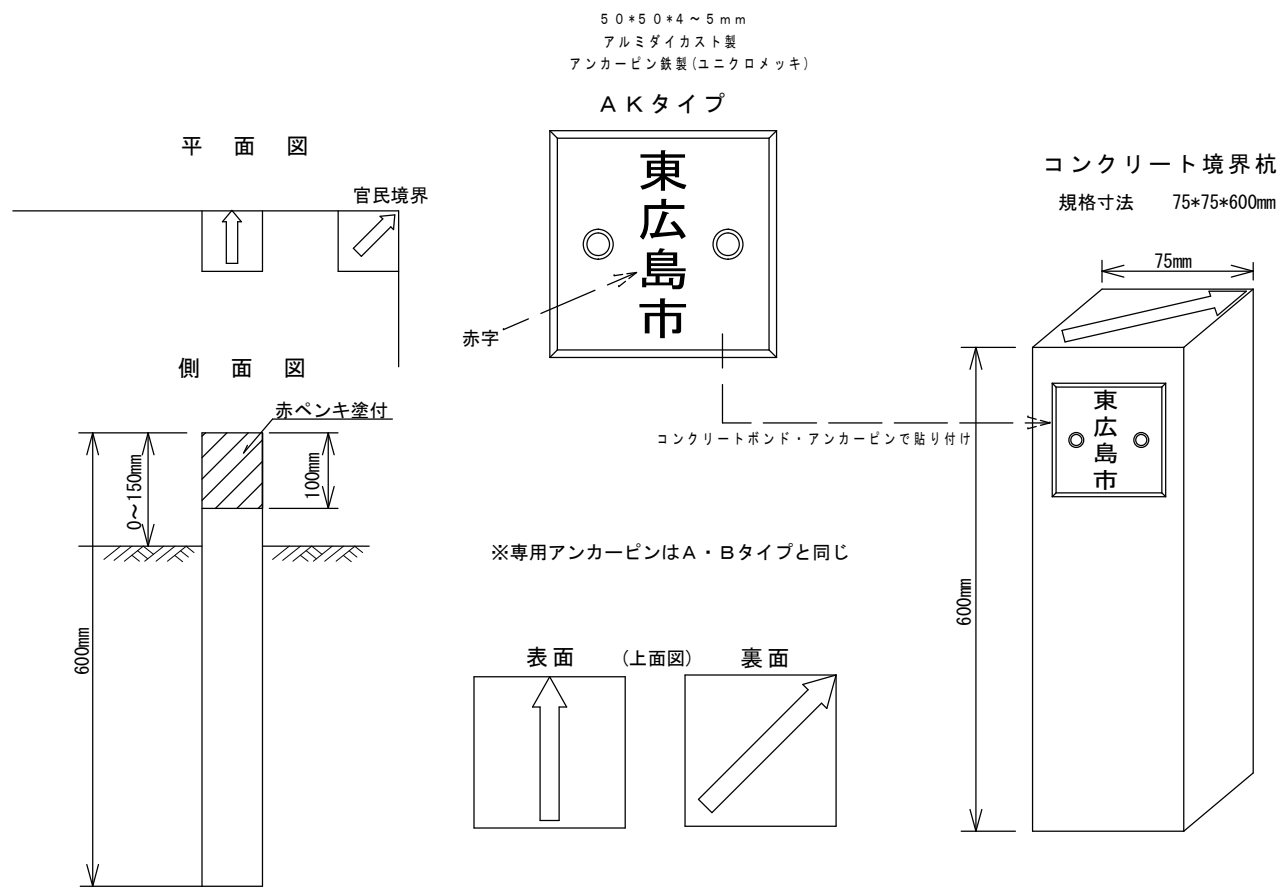 ５０*５０*４～５ｍｍ
アルミダイカスト製
アンカーピン鉄製(ユニクロメッキ)
ＡＫタイプ
平面図
官民境界
東広島市
赤字
コンクリート境界杭
規格寸法 75*75*600mm
75mm
側面図
赤ペンキ塗付
0～150mm
100mm
600mm
コンクリートボンド・アンカーピンで貼り付け
東広島市
600mm
※専用アンカーピンはＡ・Ｂタイプと同じ
表面 (上面図) 裏面